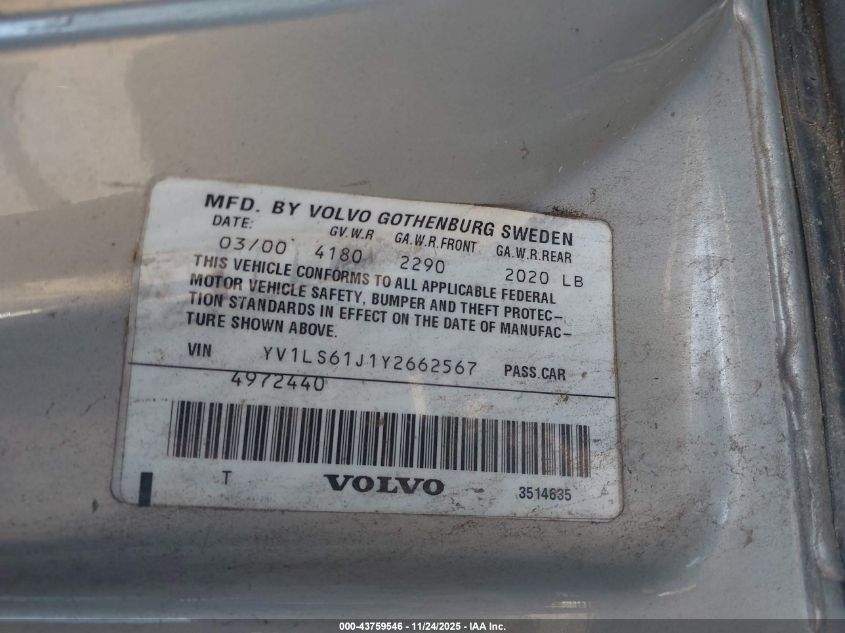 MFD. BY VOLVO GOTHENBURG SWEDEN
DATE: GV.W.R GA.W.R.FRONT GA.W.R.REAR
03/00 4180 2290 2020 LB
THIS VEHICLE CONFORMS TO ALL APPLICABLE FEDERAL
MOTOR VEHICLE SAFETY, BUMPER AND THEFT PROTEC-
TION STANDARDS IN EFFECT ON THE DATE OF MANUFAC-
TURE SHOWN ABOVE.
VIN YV1LS61J1Y2662567 PASS.CAR
4972440
T VOLVO 3514635
000-43759546 - 11/24/2025 - IAA Inc.